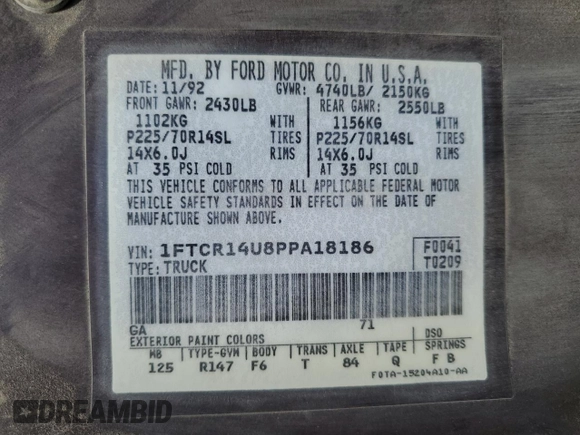 MFD. BY FORD MOTOR CO. IN U.S.A.
DATE: 11/92 GVWR: 4740LB/ 2150KG
FRONT GAWR: 2430LB REAR GAWR: 2550LB
1102KG WITH 1156KG WITH
P225/70R14SL TIRES P225/70R14SL TIRES
14X6.0J RIMS 14X6.0J RIMS
AT 35 PSI COLD AT 35 PSI COLD
THIS VEHICLE CONFORMS TO ALL APPLICABLE FEDERAL MOTOR
VEHICLE SAFETY STANDARDS IN EFFECT ON THE DATE OF
MANUFACTURE SHOWN ABOVE.
VIN: 1FTCR14U8PPA18186 F0041
TYPE: TRUCK T0209
GA 71
EXTERIOR PAINT COLORS DSO
WB TYPE-GVM BODY TRANS AXLE TAPE SPRINGS
125 R147 F6 T 84 Q F B
F0TA-15204A10-AA
DREAMBID